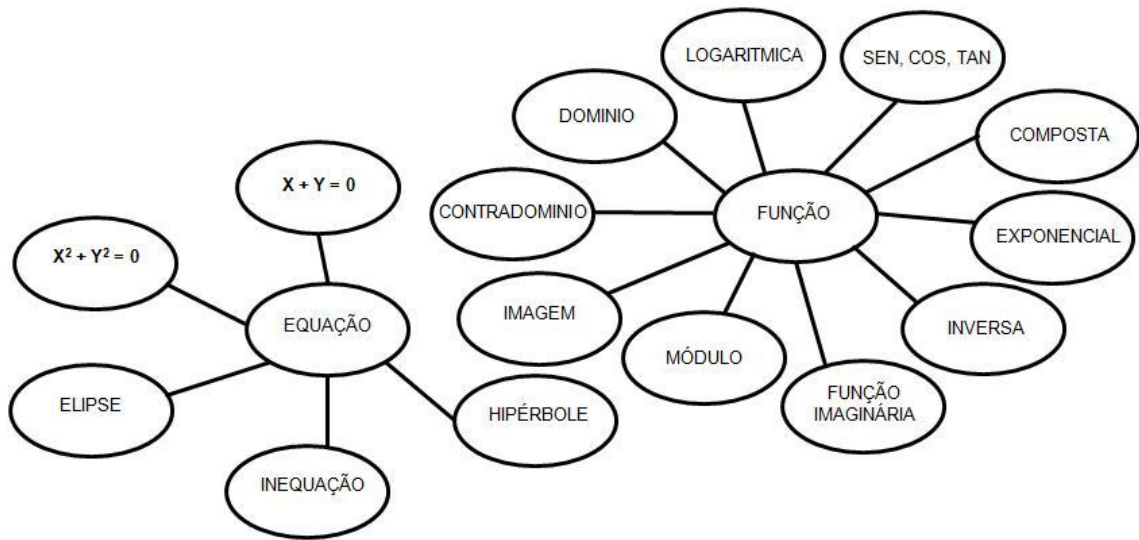 LOGARITMICA
SEN, COS, TAN
DOMINIO
COMPOSTA
X + Y = 0
CONTRADOMINIO
FUNÇÃO
EXPONENCIAL
X² + Y² = 0
IMAGEM
EQUAÇÃO
INVERSA
MÓDULO
ELIPSE
HIPÉRBOLE
FUNÇÃO
IMAGINÁRIA
INEQUAÇÃO